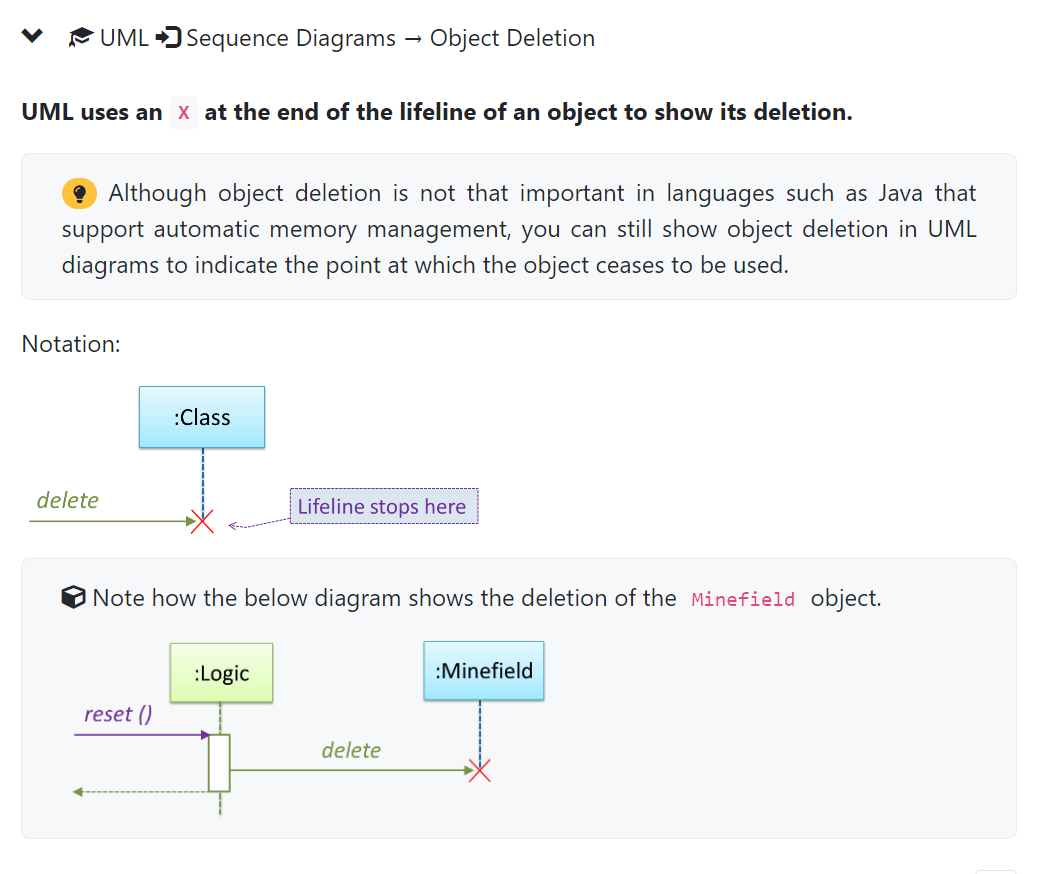 UML Sequence Diagrams → Object Deletion
UML uses an X at the end of the lifeline of an object to show its deletion.
Although object deletion is not that important in languages such as Java that
support automatic memory management, you can still show object deletion in UML
diagrams to indicate the point at which the object ceases to be used.
Notation:
:Class
delete
Lifeline stops here
Note how the below diagram shows the deletion of the Minefield object.
:Logic
:Minefield
reset ()
delete